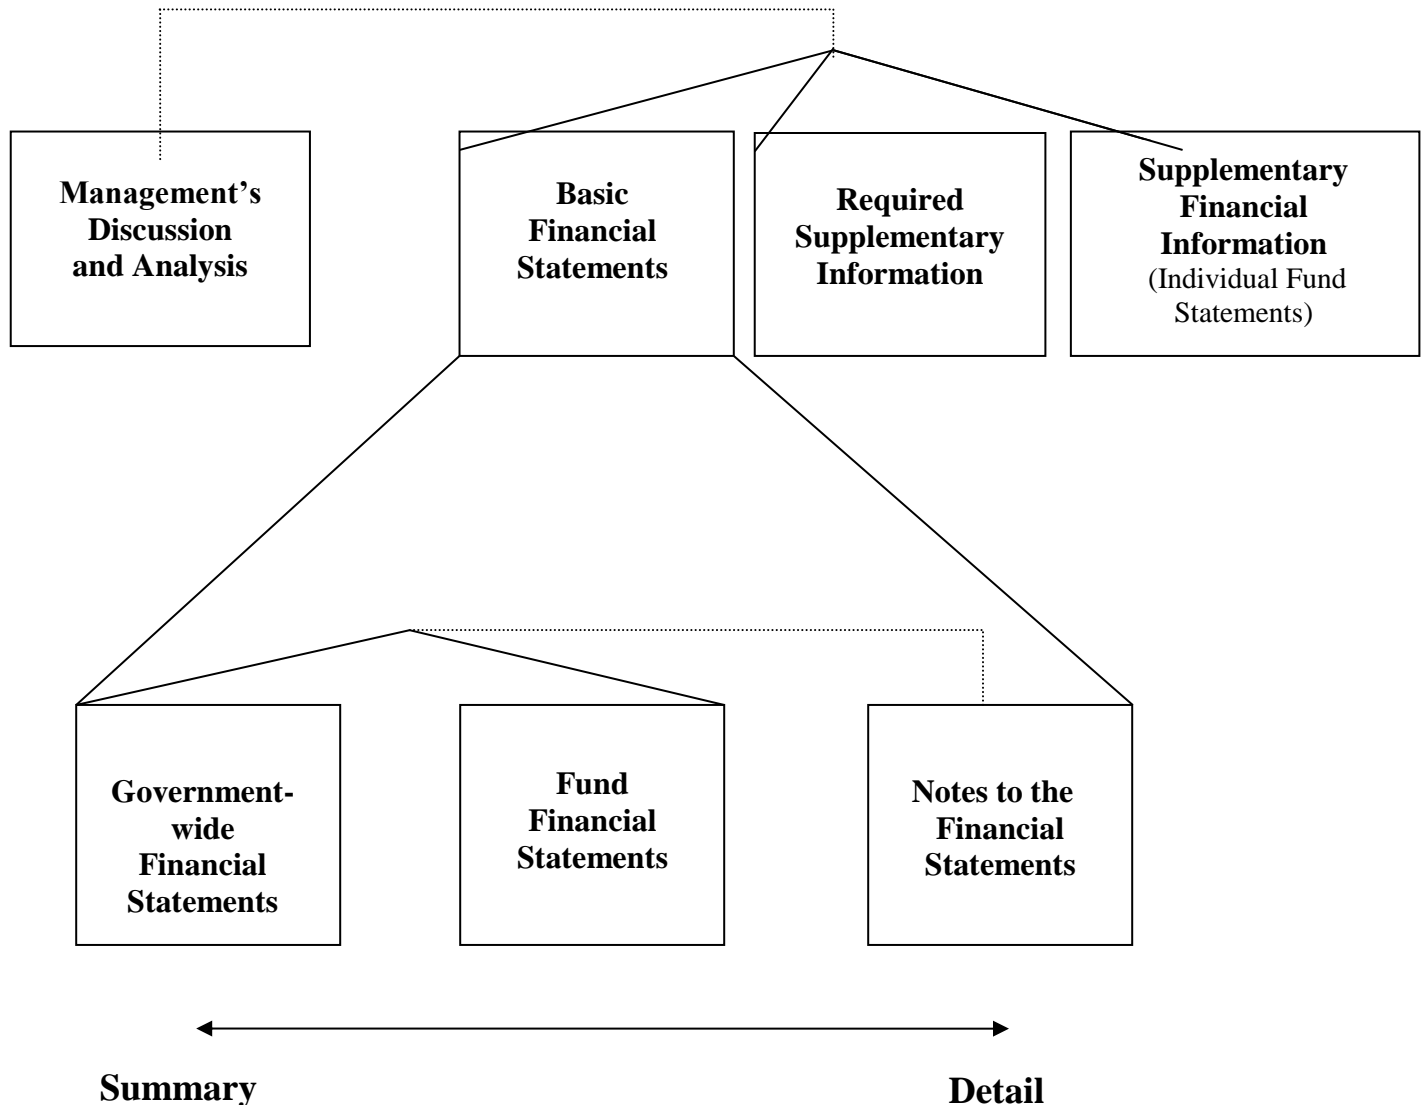 Management’s
Discussion
and Analysis
Basic
Financial
Statements
Required
Supplementary
Information
Supplementary
Financial
Information
(Individual Fund
Statements)
Government-
wide
Financial
Statements
Fund
Financial
Statements
Notes to the
Financial
Statements
Summary
Detail